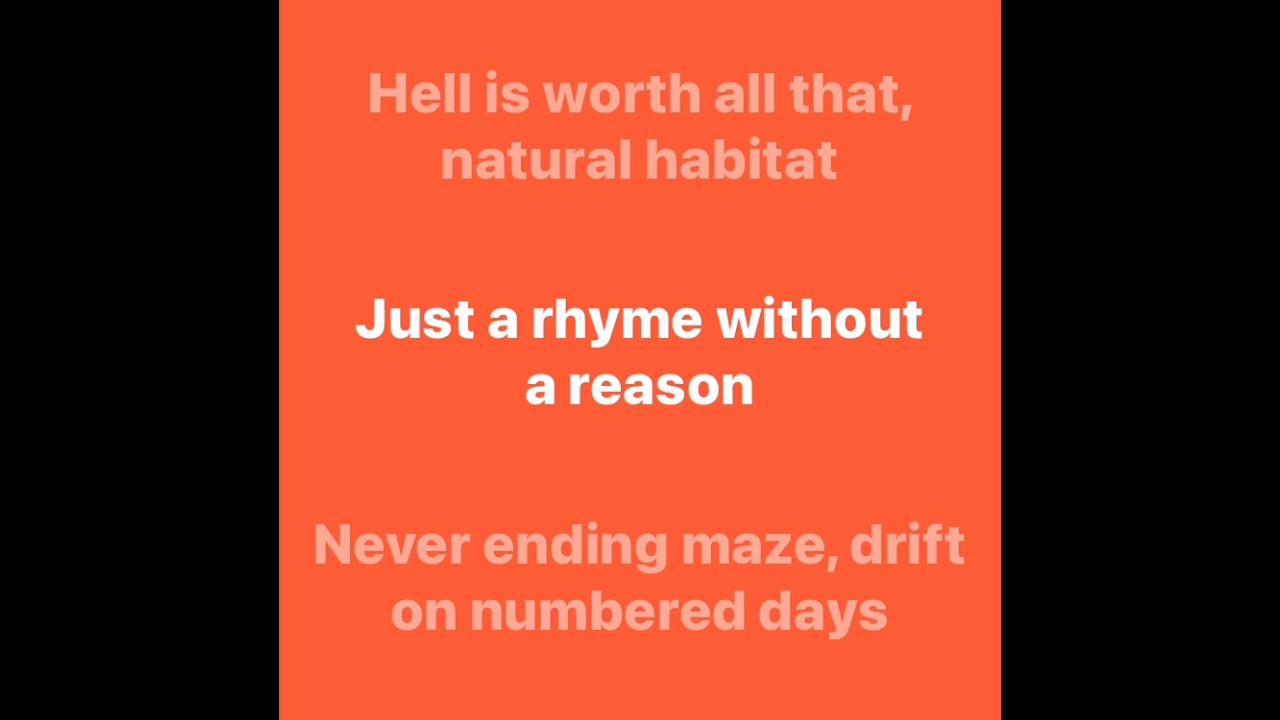 Hell is worth all that,
natural habitat
Just a rhyme without
a reason
Never ending maze, drift
on numbered days